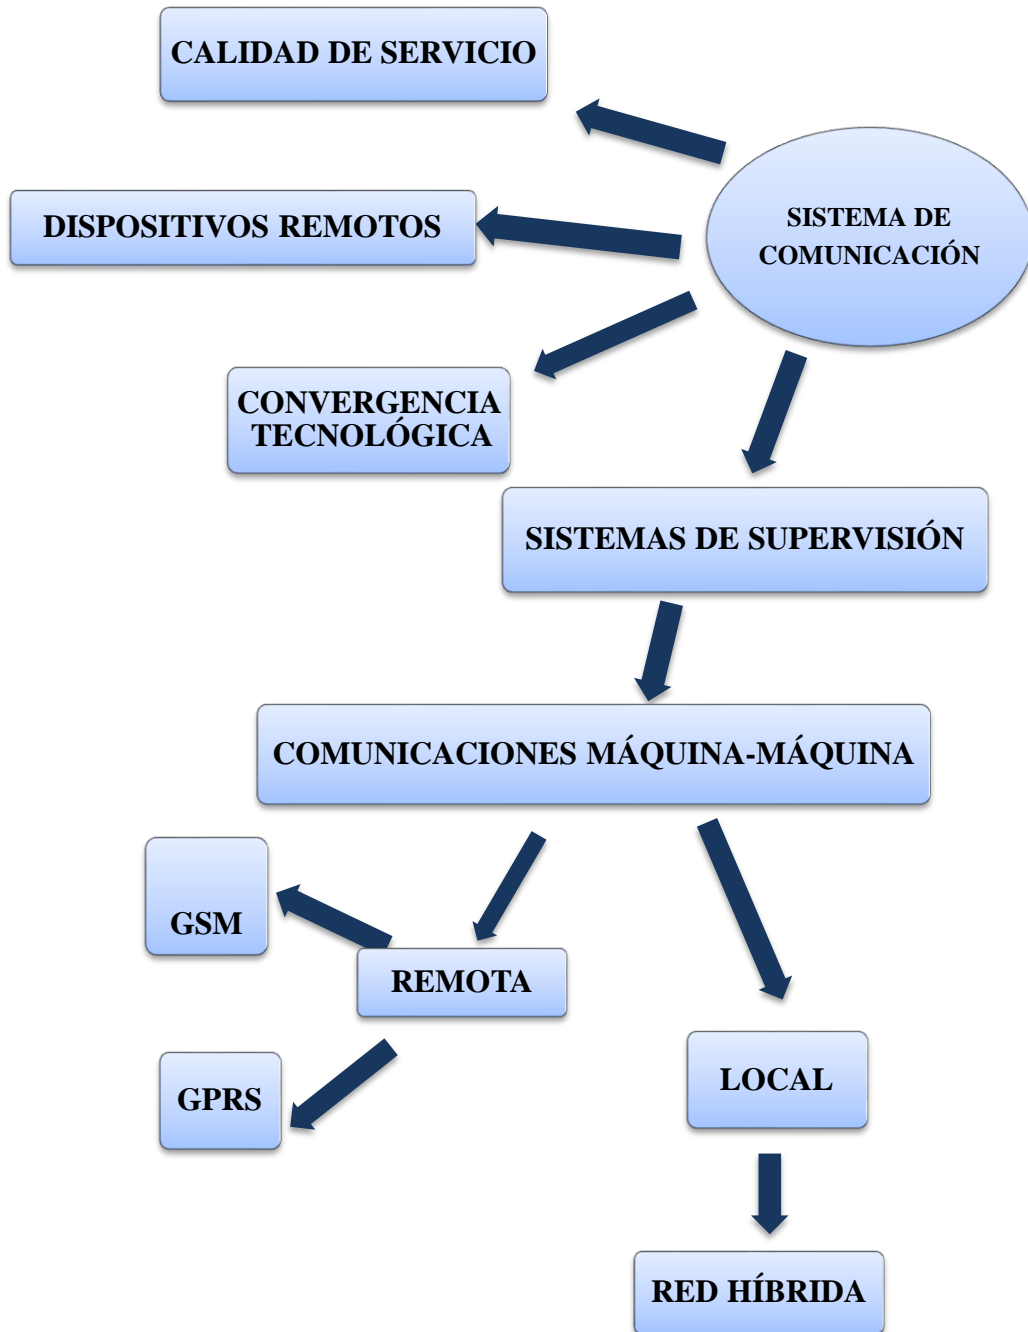 CALIDAD DE SERVICIO
DISPOSITIVOS REMOTOS
SISTEMA DE
COMUNICACIÓN
CONVERGENCIA
TECNOLÓGICA
SISTEMAS DE SUPERVISIÓN
COMUNICACIONES MÁQUINA-MÁQUINA
GSM
REMOTA
GPRS
LOCAL
RED HÍBRIDA